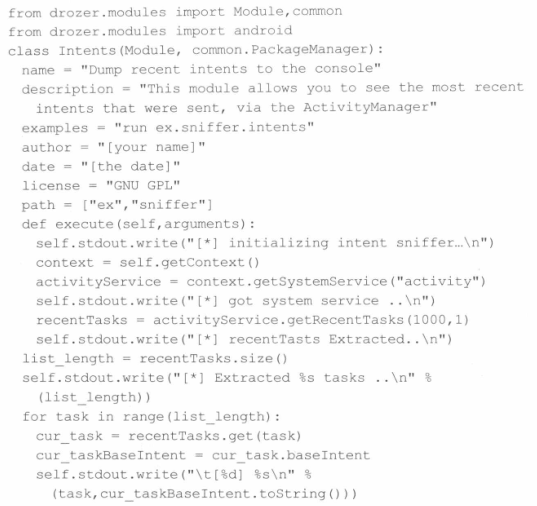 from drozer.modules import Module,common
from drozer.modules import android
class Intents(Module, common.PackageManager):
  name = "Dump recent intents to the console"
  description = "This module allows you to see the most recent
    intents that were sent, via the ActivityManager"
  examples = "run ex.sniffer.intents"
  author = "[your name]"
  date = "[the date]"
  license = "GNU GPL"
  path = ["ex","sniffer"]
  def execute(self,arguments):
    self.stdout.write("[*] initializing intent sniffer…\n")
    context = self.getContext()
    activityService = context.getSystemService("activity")
    self.stdout.write("[*] got system service ..\n")
    recentTasks = activityService.getRecentTasks(1000,1)
    self.stdout.write("[*] recentTasts Extracted..\n")
  list_length = recentTasks.size()
  self.stdout.write("[*] Extracted %s tasks ..\n" %
    (list_length))
  for task in range(list_length):
    cur_task = recentTasks.get(task)
    cur_taskBaseIntent = cur_task.baseIntent
    self.stdout.write("\t[%d] %s\n" %
      (task,cur_taskBaseIntent.toString()))